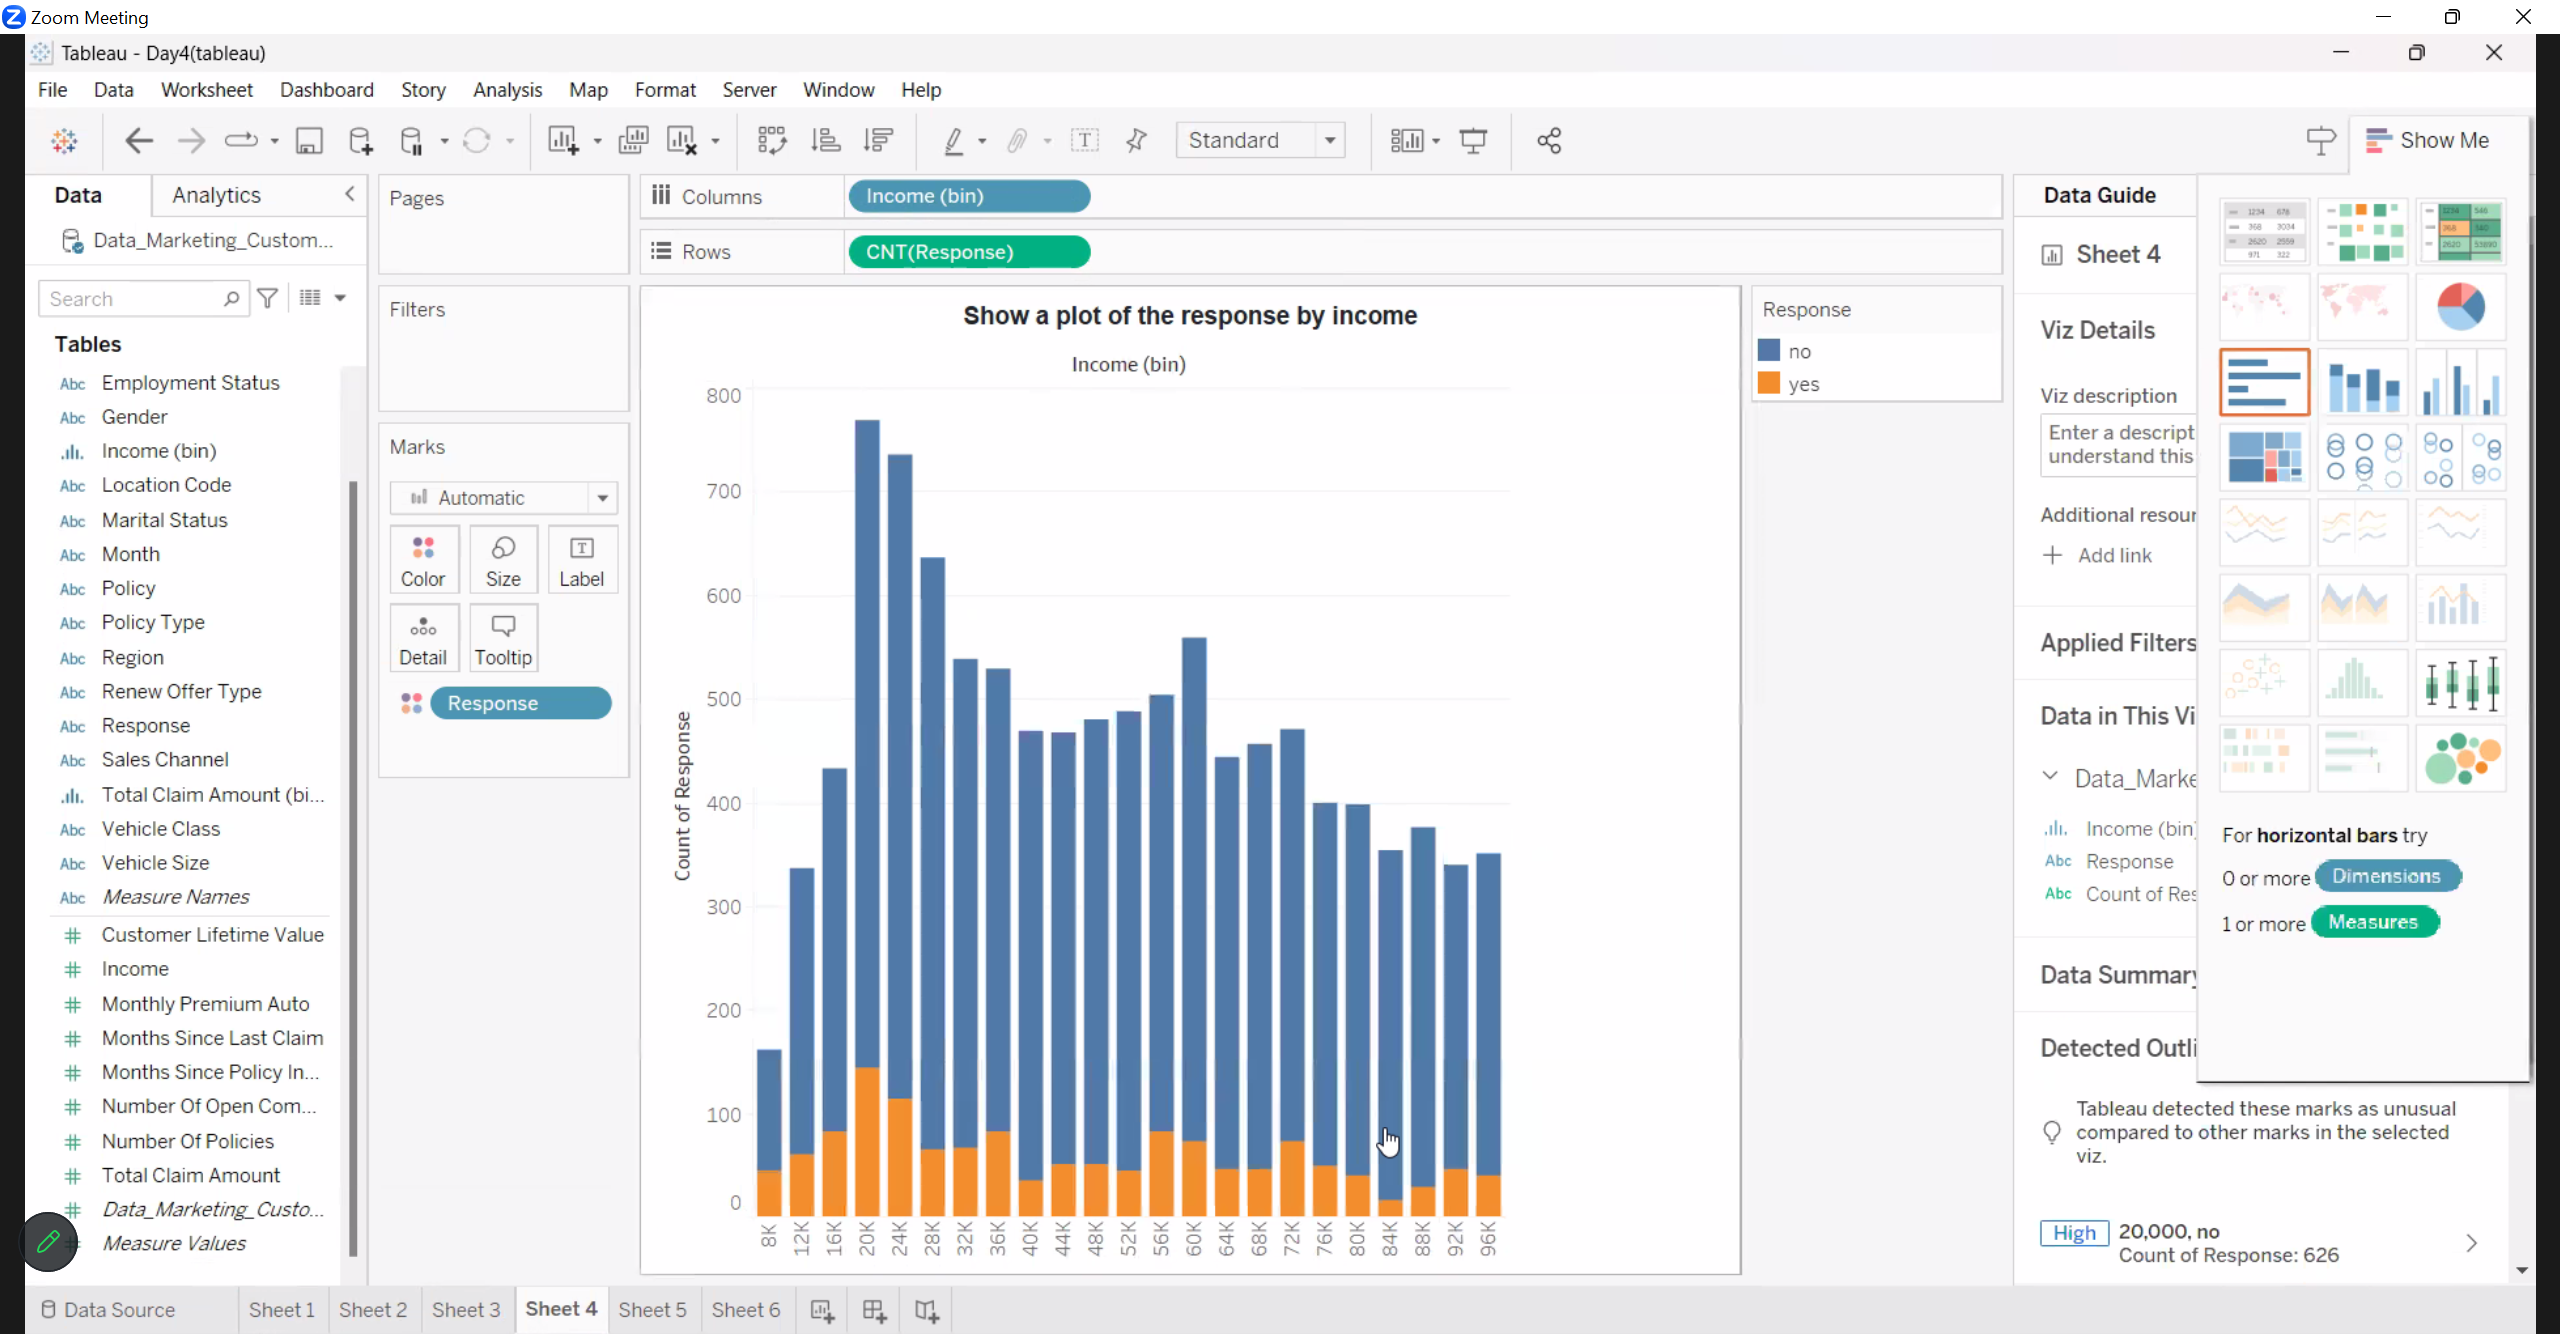 Zoom Meeting
Tableau - Day4(tableau)
File Data Worksheet Dashboard Story Analysis Map Format Server Window Help
Standard
Show Me
Data Analytics
Data_Marketing_Custom...
Search
Tables
Abc Employment Status
Abc Gender
Income (bin)
Abc Location Code
Abc Marital Status
Abc Month
Abc Policy
Abc Policy Type
Abc Region
Abc Renew Offer Type
Abc Response
Abc Sales Channel
Total Claim Amount (bi...
Abc Vehicle Class
Abc Vehicle Size
Abc Measure Names
# Customer Lifetime Value
# Income
# Monthly Premium Auto
# Months Since Last Claim
# Months Since Policy In...
# Number Of Open Com...
# Number Of Policies
# Total Claim Amount
# Data_Marketing_Custo...
# Measure Values
Pages
Filters
Marks
Automatic
Color Size Label
Detail Tooltip
Response
Columns Income (bin)
Rows CNT(Response)
Show a plot of the response by income
Income (bin)
Count of Response
800
700
600
500
400
300
200
100
0
8K 12K 16K 20K 24K 28K 32K 36K 40K 44K 48K 52K 56K 60K 64K 68K 72K 76K 80K 84K 88K 92K 96K
Response
no
yes
Data Guide
Sheet 4
Viz Details
Viz description
Enter a descript
understand this
Additional resour
Add link
Applied Filters
Data in This Vi
Data_Marke
Income (bin)
Abc Response
Abc Count of Res
Data Summary
Detected Outli
Tableau detected these marks as unusual
compared to other marks in the selected
viz.
High 20,000, no
Count of Response: 626
For horizontal bars try
0 or more Dimensions
1 or more Measures
Data Source Sheet 1 Sheet 2 Sheet 3 Sheet 4 Sheet 5 Sheet 6